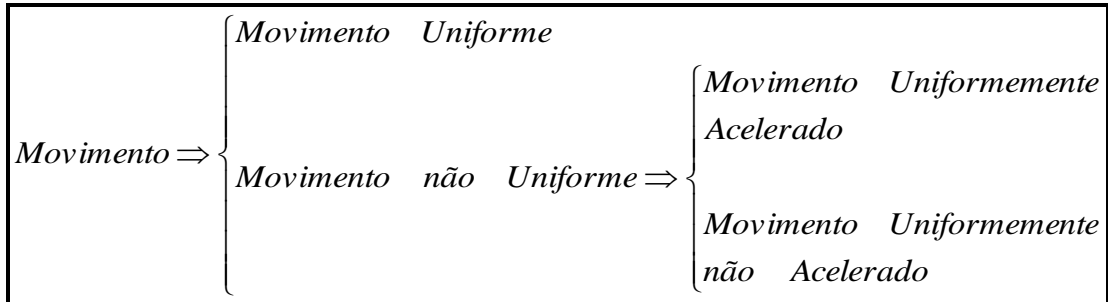 Movimento Uniforme
Movimento ⇒
Movimento não Uniforme ⇒
Movimento Uniformemente
Acelerado
Movimento Uniformemente
não Acelerado